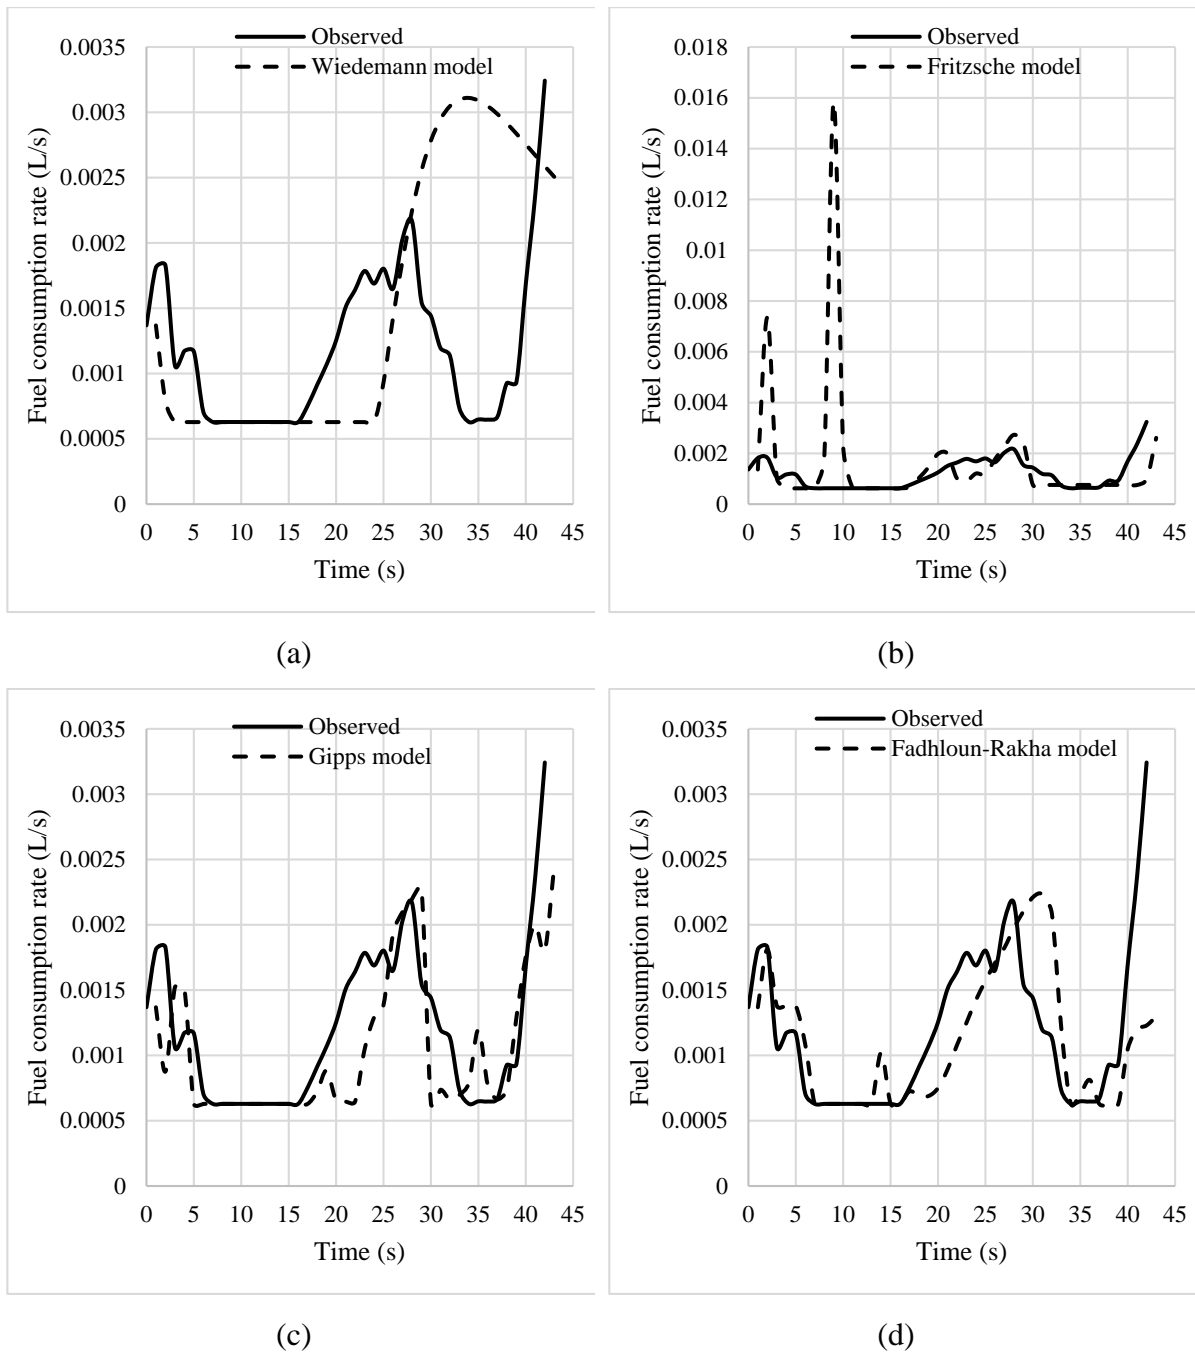 Observed
Wiedemann model
Fuel consumption rate (L/s)
0.0035
0.003
0.0025
0.002
0.0015
0.001
0.0005
0
0 5 10 15 20 25 30 35 40 45
Time (s)
(a)
Observed
Fritzsche model
Fuel consumption rate (L/s)
0.018
0.016
0.014
0.012
0.01
0.008
0.006
0.004
0.002
0
0 5 10 15 20 25 30 35 40 45
Time (s)
(b)
Observed
Gipps model
Fuel consumption rate (L/s)
0.0035
0.003
0.0025
0.002
0.0015
0.001
0.0005
0
0 5 10 15 20 25 30 35 40 45
Time (s)
(c)
Observed
Fadhloun-Rakha model
Fuel consumption rate (L/s)
0.0035
0.003
0.0025
0.002
0.0015
0.001
0.0005
0
0 5 10 15 20 25 30 35 40 45
Time (s)
(d)